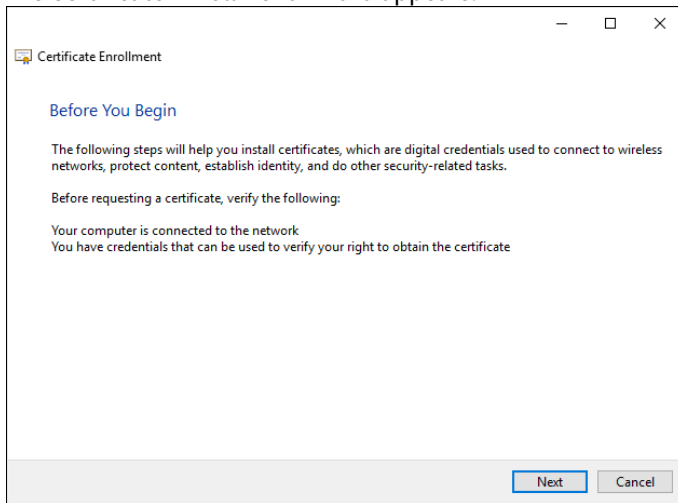 Certificate Enrollment
Before You Begin
The following steps will help you install certificates, which are digital credentials used to connect to wireless
networks, protect content, establish identity, and do other security-related tasks.
Before requesting a certificate, verify the following:
Your computer is connected to the network
You have credentials that can be used to verify your right to obtain the certificate
Next
Cancel